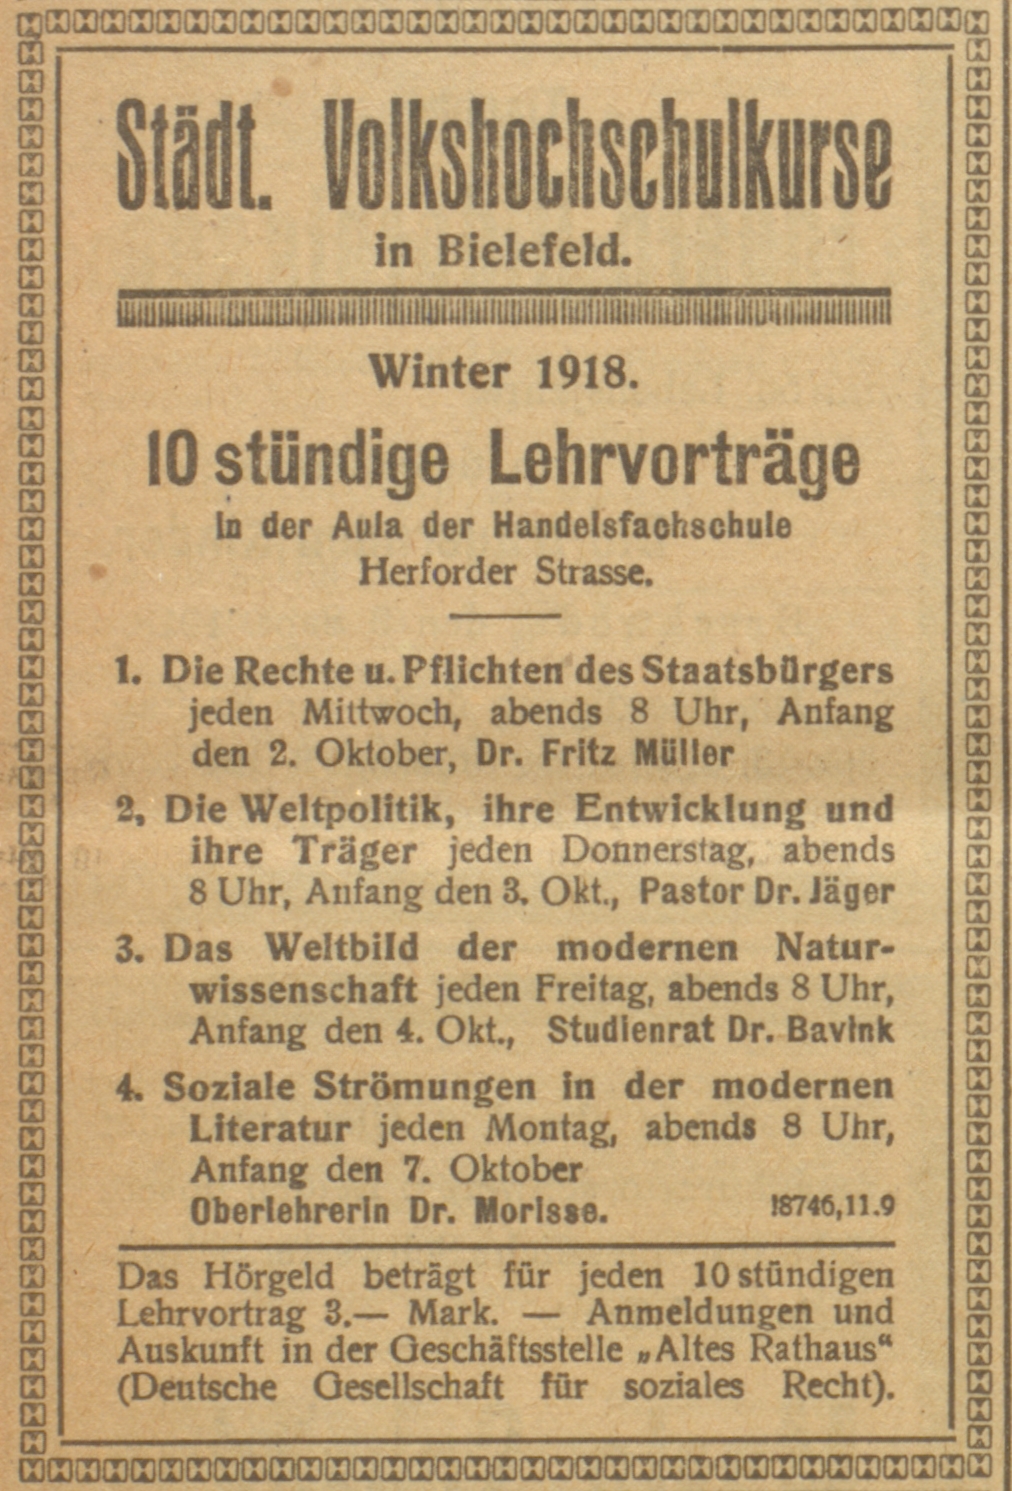 Städt. Volkshochschulkurse
in Bielefeld.
Winter 1918.
10 stündige Lehrvorträge
in der Aula der Handelsfachschule
Herforder Strasse.
1. Die Rechte u. Pflichten des Staatsbürgers
jeden Mittwoch, abends 8 Uhr, Anfang
den 2. Oktober, Dr. Fritz Müller
2, Die Weltpolitik, ihre Entwicklung und
ihre Träger jeden Donnerstag, abends
8 Uhr, Anfang den 3. Okt., Pastor Dr. Jäger
3. Das Weltbild der modernen Natur-
wissenschaft jeden Freitag, abends 8 Uhr,
Anfang den 4. Okt., Studienrat Dr. Bavink
4. Soziale Strömungen in der modernen
Literatur jeden Montag, abends 8 Uhr,
Anfang den 7. Oktober
Oberlehrerin Dr. Morisse. 18746,11.9
Das Hörgeld beträgt für jeden 10 stündigen
Lehrvortrag 3.— Mark. — Anmeldungen und
Auskunft in der Geschäftsstelle „Altes Rathaus“
(Deutsche Gesellschaft für soziales Recht).